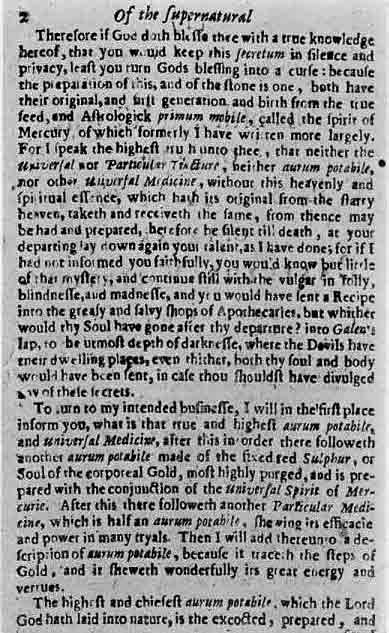 2 Of the supernatural
Therefore if God doth blesse thee with a true knowledge
hereof, that you would keep this secretum in silence and
privacy, least you turn Gods blessing into a curse: because
the preparation of this, and of the stone is one, both have
their original, and first generation and birth from the true
seed, and Astrologick primum mobile, called the spirit of
Mercury, of which formerly I have written more largely.
For I speak the highest truth unto thee, that neither the
Universal nor Particular Tincture, neither aurum potabile,
nor other Universal Medicine, without this heavenly and
spiritual essence, which hath its original from the starry
heaven, taketh and receiveth the same, from thence may
be had and prepared, therefore be silent till death, at your
departing lay down again your talent, as I have done; for if I
had not informed you faithfully, you would know but little
of that mystery, and continue still with the vulgar in folly,
blindnesse, and madnesse, and you would have sent a Recipe
into the greasy and salvy shops of Apothecaries, but whither
would thy Soul have gone after thy departure? into Galen's
lap, to be utmost depth of darknesse, where the Devils have
their dwelling places, even thither, both thy soul and body
would have been sent, in case thou shouldst have divulged
of these secrets.
To turn to my intended businesse, I will in the first place
inform you, what is that true and highest aurum potabile,
and Universal Medicine, after this in order there followeth
another aurum potabile made of the fixed red Sulphur, or
Soul of the corporeal Gold, most highly purged, and is pre-
pared with the conjunction of the Universal Spirit of Mer-
curie. After this there followeth another Particular Medi-
cine, which is half an aurum potabile, shewing its efficacie
and power in many tryals. Then I will add thereunto a de-
scription of aurum potabile, because it traceth the steps of
Gold, and it sheweth wonderfully its great energy and
vertues.
The highest and chiefest aurum potabile, which the Lord
God hath laid into nature, is the excocted, prepared, and